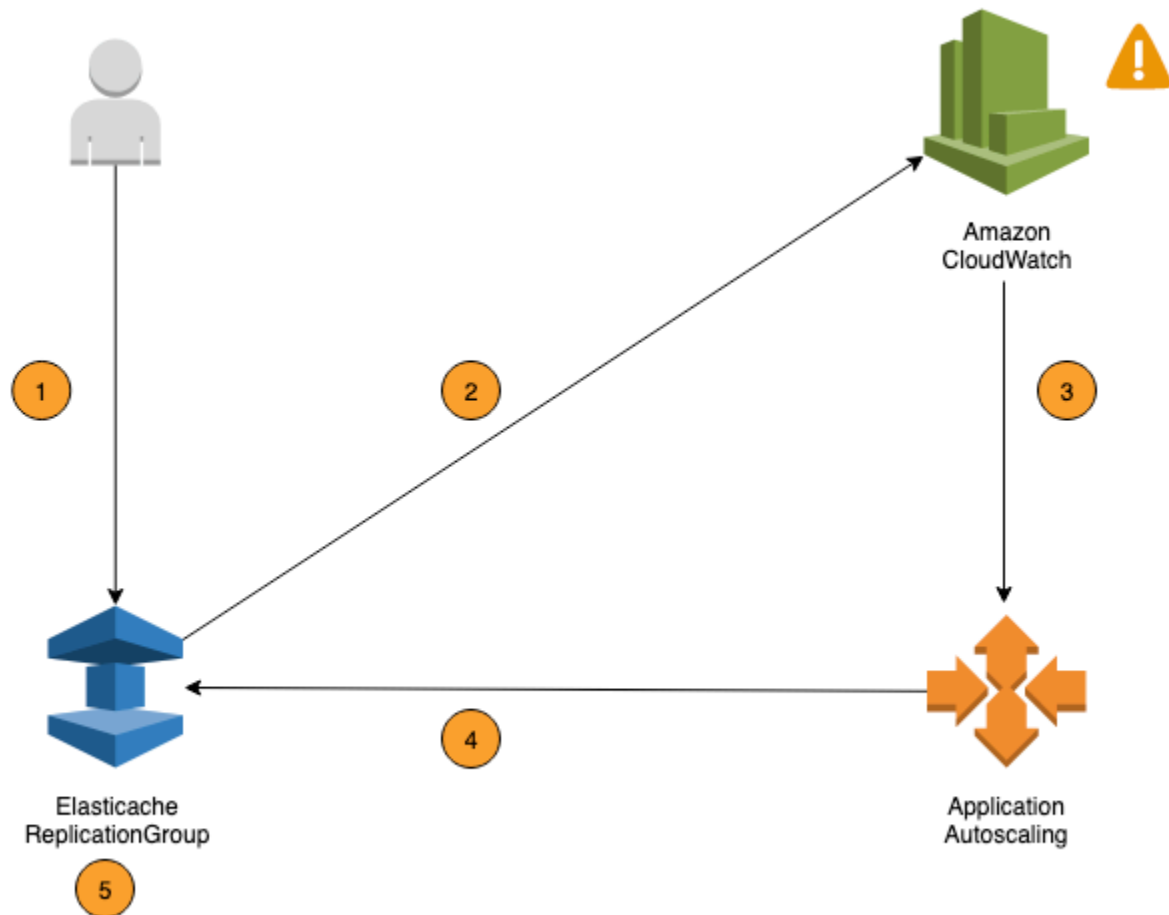 Amazon
CloudWatch
1
2
3
4
Elasticache
ReplicationGroup
Application
Autoscaling
5